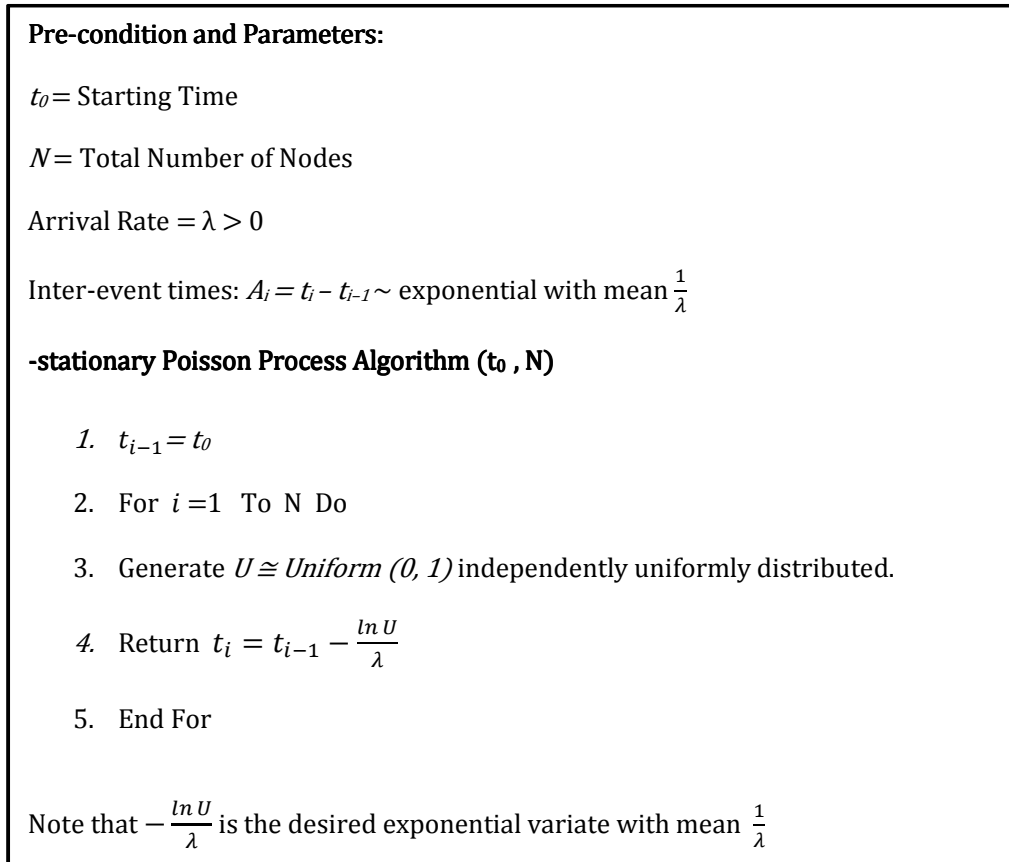 Pre-condition and Parameters:
t₀ = Starting Time
N = Total Number of Nodes
Arrival Rate = λ > 0
Inter-event times: Aᵢ = tᵢ – tᵢ₋₁ ~ exponential with mean 1/λ
-stationary Poisson Process Algorithm (t₀ , N)
1. tᵢ₋₁ = t₀
2. For i =1 To N Do
3. Generate U ≅ Uniform (0, 1) independently uniformly distributed.
4. Return tᵢ = tᵢ₋₁ − ln U/λ
5. End For
Note that − ln U/λ is the desired exponential variate with mean 1/λ